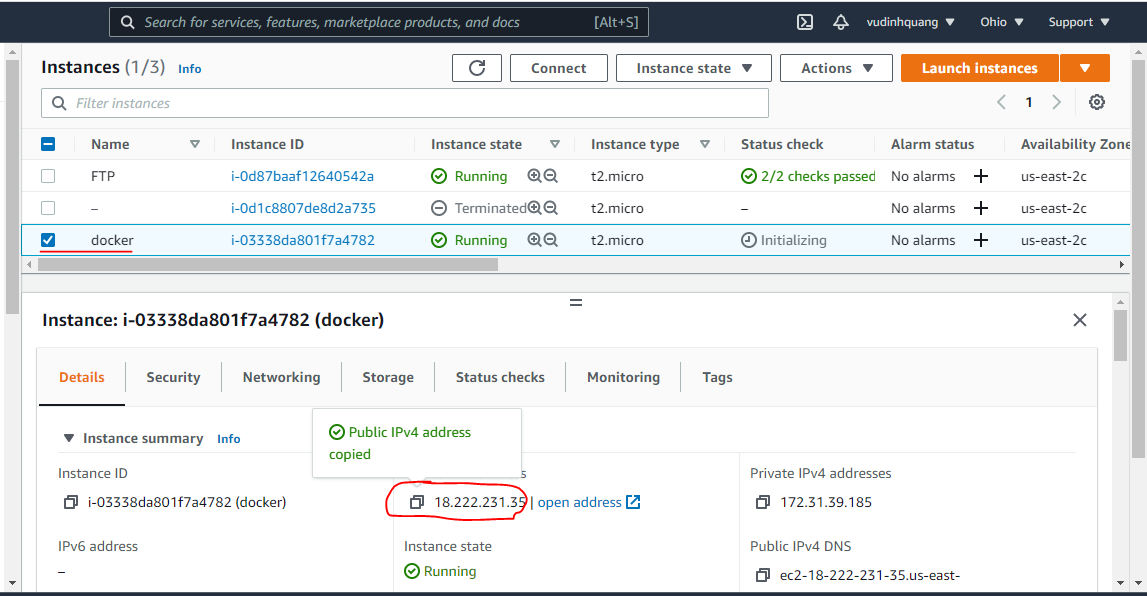 Search for services, features, marketplace products, and docs [Alt+S] vudinhquang Ohio Support
Instances (1/3) Info Connect Instance state Actions Launch instances
Filter instances 1
Name Instance ID Instance state Instance type Status check Alarm status Availability Zone
FTP i-0d87baaf12640542a Running t2.micro 2/2 checks passed No alarms + us-east-2c
– i-0d1c8807de8d2a735 Terminated t2.micro – No alarms + us-east-2c
docker i-03338da801f7a4782 Running t2.micro Initializing No alarms + us-east-2c
Instance: i-03338da801f7a4782 (docker)
Details Security Networking Storage Status checks Monitoring Tags
Public IPv4 address
copied
Instance summary Info
Instance ID s Private IPv4 addresses
i-03338da801f7a4782 (docker) 18.222.231.35 | open address 172.31.39.185
IPv6 address Instance state Public IPv4 DNS
– Running ec2-18-222-231-35.us-east-